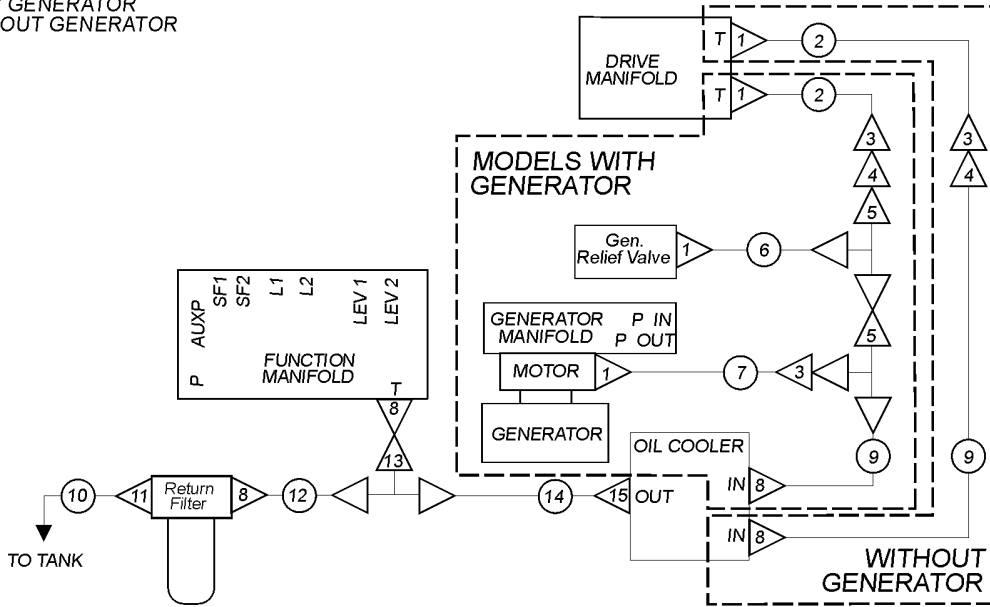 GENERATOR
OUT GENERATOR
DRIVE
MANIFOLD
T
1
2
T
1
2
3
4
5
3
4
MODELS WITH
GENERATOR
Gen.
Relief Valve
1
6
5
AUXP
SF1
SF2
L1
L2
LEV 1
LEV 2
P
FUNCTION
MANIFOLD
T
8
13
GENERATOR
MANIFOLD
P IN
P OUT
MOTOR
1
7
3
GENERATOR
OIL COOLER
9
9
IN
8
10
11
Return
Filter
8
12
14
15
OUT
IN
8
TO TANK
WITHOUT
GENERATOR